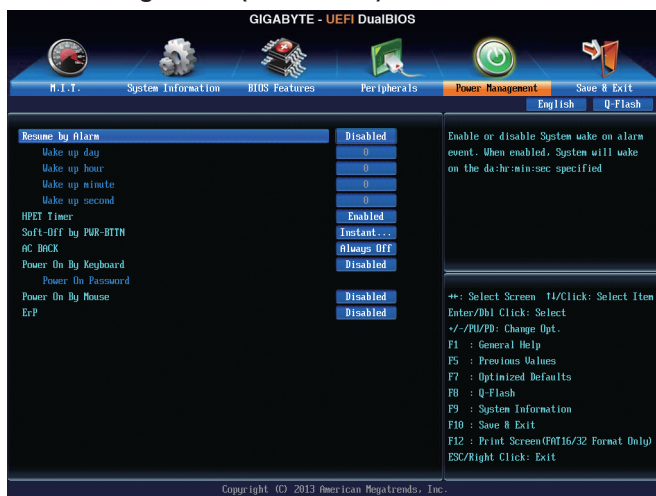 GIGABYTE - UEFI DualBIOS
M.I.T.
System Information
BIOS Features
Peripherals
Power Management
Save & Exit
English
Q-Flash
Resume by Alarm Disabled
Wake up day 0
Wake up hour 0
Wake up minute 0
Wake up second 0
HPET Timer Enabled
Soft-Off by PWR-BTTN Instant...
AC BACK Always Off
Power On By Keyboard Disabled
Power On Password
Power On By Mouse Disabled
ErP Disabled
Enable or disable System wake on alarm
event. When enabled, System will wake
on the da:hr:min:sec specified
→←: Select Screen ↑↓/Click: Select Item
Enter/Dbl Click: Select
+/-/PU/PD: Change Opt.
F1 : General Help
F5 : Previous Values
F7 : Optimized Defaults
F8 : Q-Flash
F9 : System Information
F10 : Save & Exit
F12 : Print Screen(FAT16/32 Format Only)
ESC/Right Click: Exit
Copyright (C) 2013 American Megatrends, Inc.